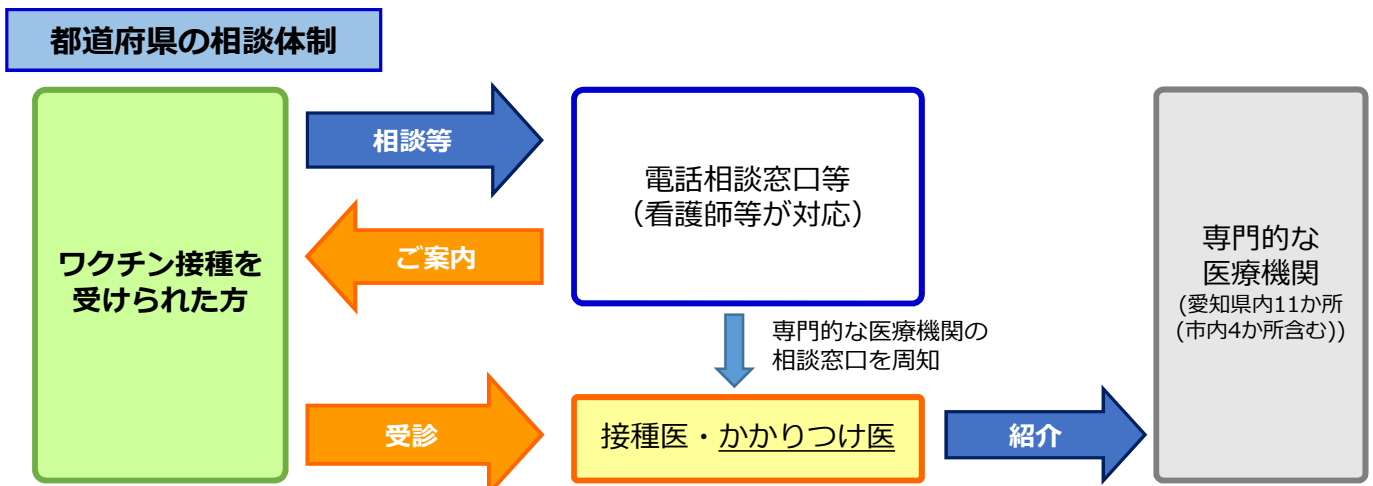 都道府県の相談体制
ワクチン接種を
受けられた方
相談等
ご案内
電話相談窓口等
（看護師等が対応）
専門的な医療機関の
相談窓口を周知
受診
接種医・かかりつけ医
紹介
専門的な
医療機関
(愛知県内11か所
(市内4か所含む))